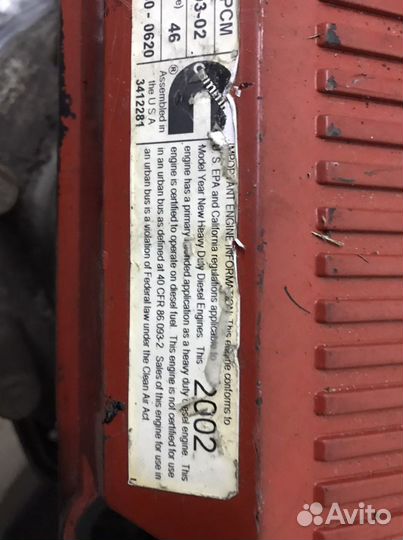 PCM
03-02
e) 46
0 - 0620
®
Assembled in
the U S A
3412281
IMPORTANT ENGINE INFORMATION This engine conforms to
U S. EPA and California regulations applicable to 2002
Model Year New Heavy Duty Diesel Engines. This
engine has a primary intended application as a heavy duty diesel engine. This
engine is certified to operate on diesel fuel. This engine is not certified for use
in an urban bus as defined at 40 CFR 86 093-2 Sales of this engine for use in
an urban bus is a violation of Federal law under the Clean Air Act
Avito